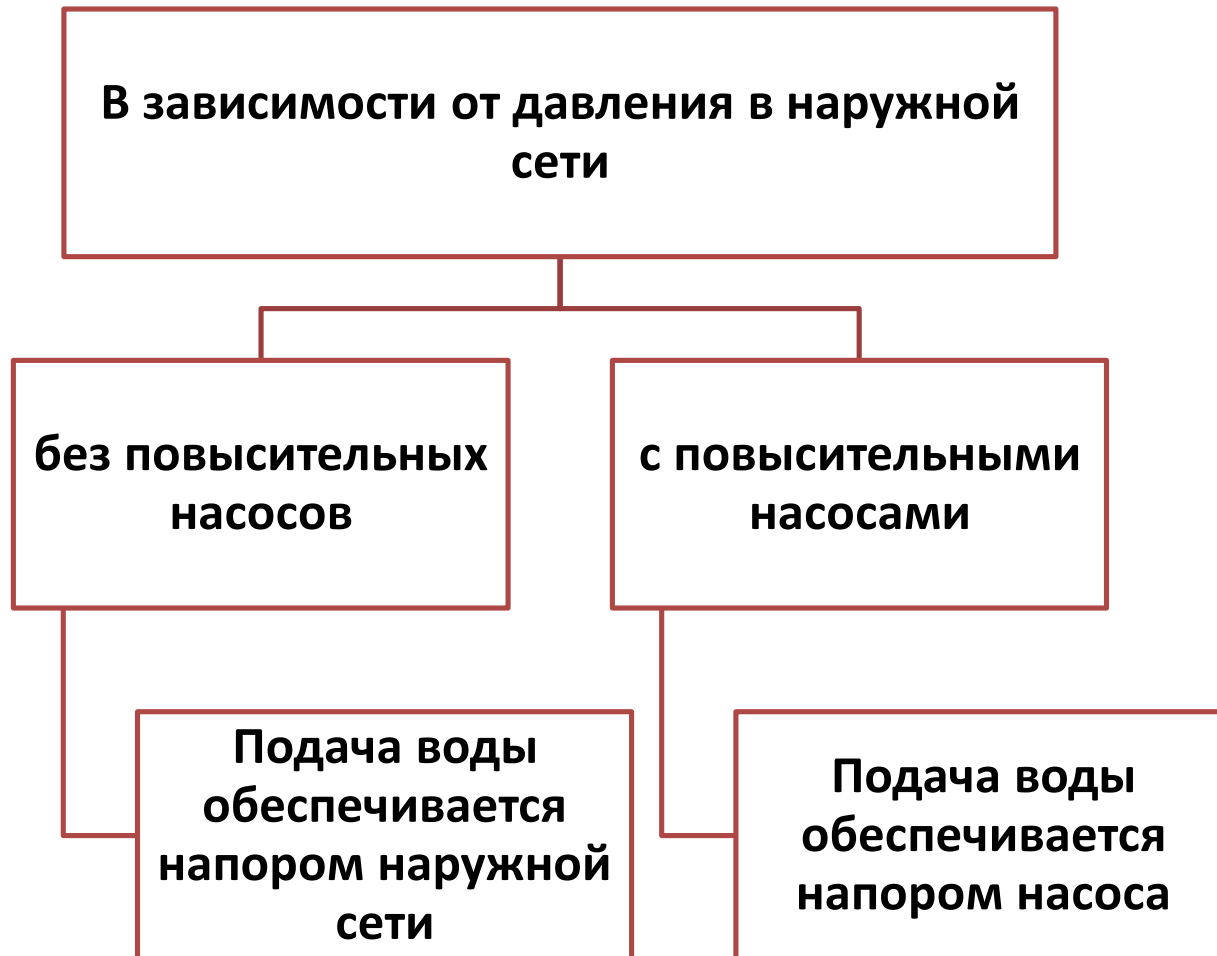 В зависимости от давления в наружной
сети
без повысительных
насосов
с повысительными
насосами
Подача воды
обеспечивается
напором наружной
сети
Подача воды
обеспечивается
напором насоса